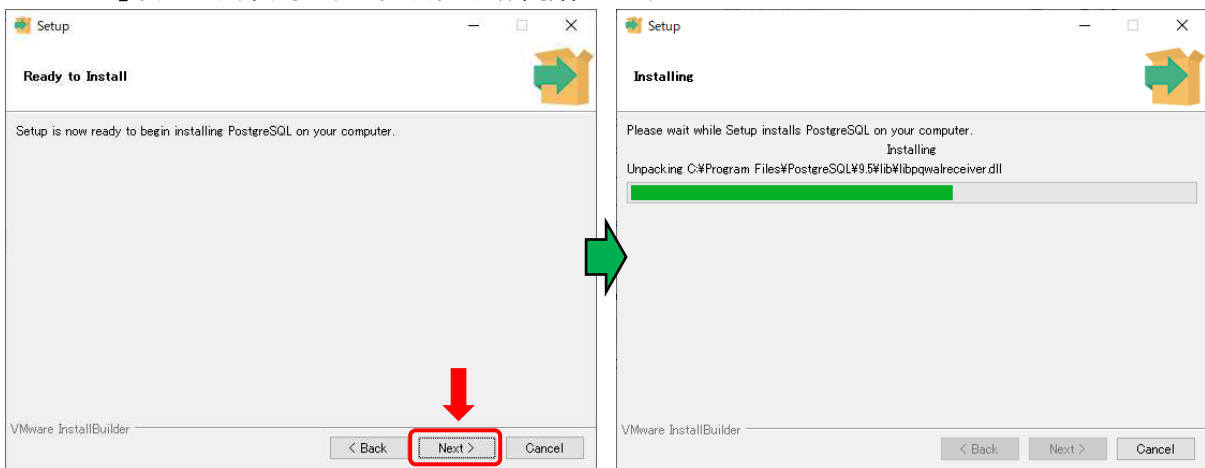 Setup
Ready to Install
Setup is now ready to begin installing PostgreSQL on your computer.
VMware InstallBuilder
< Back
Next >
Cancel
Setup
Installing
Please wait while Setup installs PostgreSQL on your computer.
Installing
Unpacking C:¥Program Files¥PostgreSQL¥9.5¥lib¥libpqwalreceiver.dll
VMware InstallBuilder
< Back
Next >
Cancel